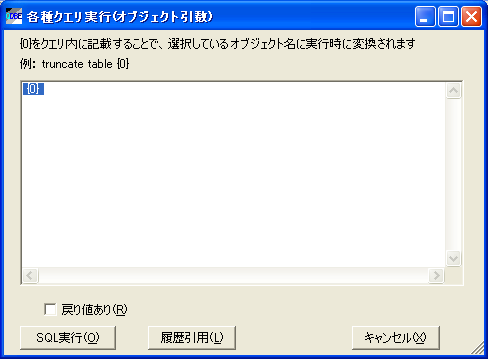 DBE
各種クエリ実行(オブジェクト引数)
{0}をクエリ内に記載することで、選択しているオブジェクト名に実行時に変換されます
例: truncate table {0}
{0}
戻り値あり(R)
SQL実行(O) 履歴引用(L) キャンセル(X)